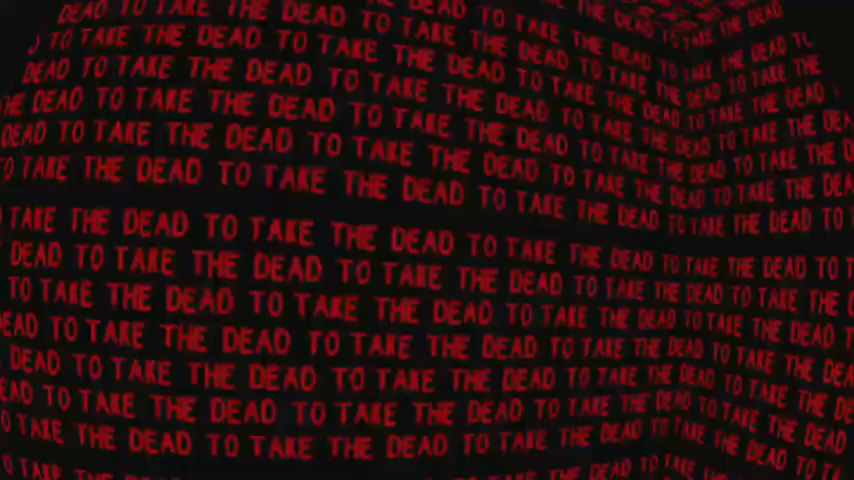 DEAD TO TAKE THE DEAD TO TAKE THE DEAD TO TAKE THE DEAD TO TAKE THE DEAD
TO TAKE THE DEAD TO TAKE THE DEAD TO TAKE THE DEAD TO TAKE THE
DEAD TO TAKE THE DEAD TO TAKE THE DEAD TO TAKE THE DEAD TO TAKE THE DEAD
THE DEAD TO TAKE THE DEAD TO TAKE THE DEAD TO TAKE THE DEAD TO TAKE THE
DEAD TO TAKE THE DEAD TO TAKE THE DEAD TO TAKE THE DEAD TO TAKE THE DEAD
TO TAKE THE DEAD TO TAKE THE DEAD TO TAKE THE DEAD TO TAKE THE DEAD TO
TAKE THE DEAD TO TAKE THE DEAD TO TAKE THE DEAD TO TAKE THE DEAD TO
DEAD TO TAKE THE DEAD TO TAKE THE DEAD TO TAKE THE DEAD TO TAKE THE
TO TAKE THE DEAD TO TAKE THE DEAD TO TAKE THE DEAD TO TAKE THE DEAD
DEAD TO TAKE THE DEAD TO TAKE THE DEAD TO TAKE THE DEAD TO TAKE THE
DEAD TO TAKE THE DEAD TO TAKE THE DEAD TO TAKE THE DEAD TO TAKE THE DEAD
DEAD TO TAKE THE DEAD TO TAKE THE DEAD TO TAKE THE DEAD TO TAKE THE DEAD
TO TAKE THE DEAD TO TAKE THE DEAD TO TAKE THE DEAD TO TAKE THE DEAD TO
TO TAKE THE DEAD TO TAKE THE